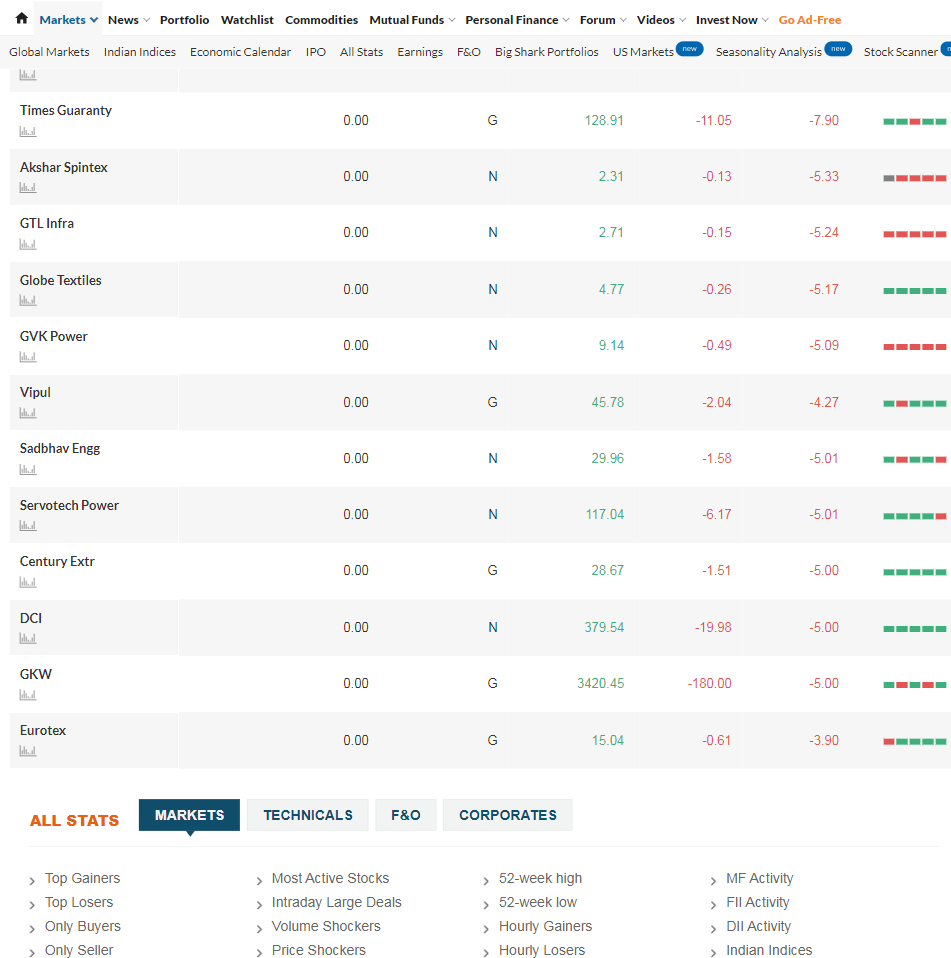 Markets News Portfolio Watchlist Commodities Mutual Funds Personal Finance Forum Videos Invest Now Go Ad-Free
Global Markets Indian Indices Economic Calendar IPO All Stats Earnings F&O Big Shark Portfolios US Markets new Seasonality Analysis new Stock Scanner
Times Guaranty 0.00 G 128.91 -11.05 -7.90
Akshar Spintex 0.00 N 2.31 -0.13 -5.33
GTL Infra 0.00 N 2.71 -0.15 -5.24
Globe Textiles 0.00 N 4.77 -0.26 -5.17
GVK Power 0.00 N 9.14 -0.49 -5.09
Vipul 0.00 G 45.78 -2.04 -4.27
Sadbhav Engg 0.00 N 29.96 -1.58 -5.01
Servotech Power 0.00 N 117.04 -6.17 -5.01
Century Extr 0.00 G 28.67 -1.51 -5.00
DCI 0.00 N 379.54 -19.98 -5.00
GKW 0.00 G 3420.45 -180.00 -5.00
Eurotex 0.00 G 15.04 -0.61 -3.90
ALL STATS MARKETS TECHNICALS F&O CORPORATES
Top Gainers Most Active Stocks 52-week high MF Activity
Top Losers Intraday Large Deals 52-week low FII Activity
Only Buyers Volume Shockers Hourly Gainers DII Activity
Only Seller Price Shockers Hourly Losers Indian Indices